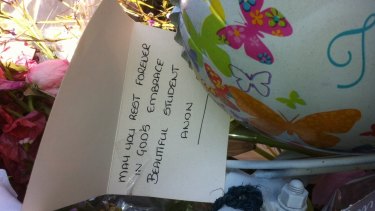 MAY YOU REST FOREVER
IN GOD'S EMBRACE
BEAUTIFUL STUDENT
ANON